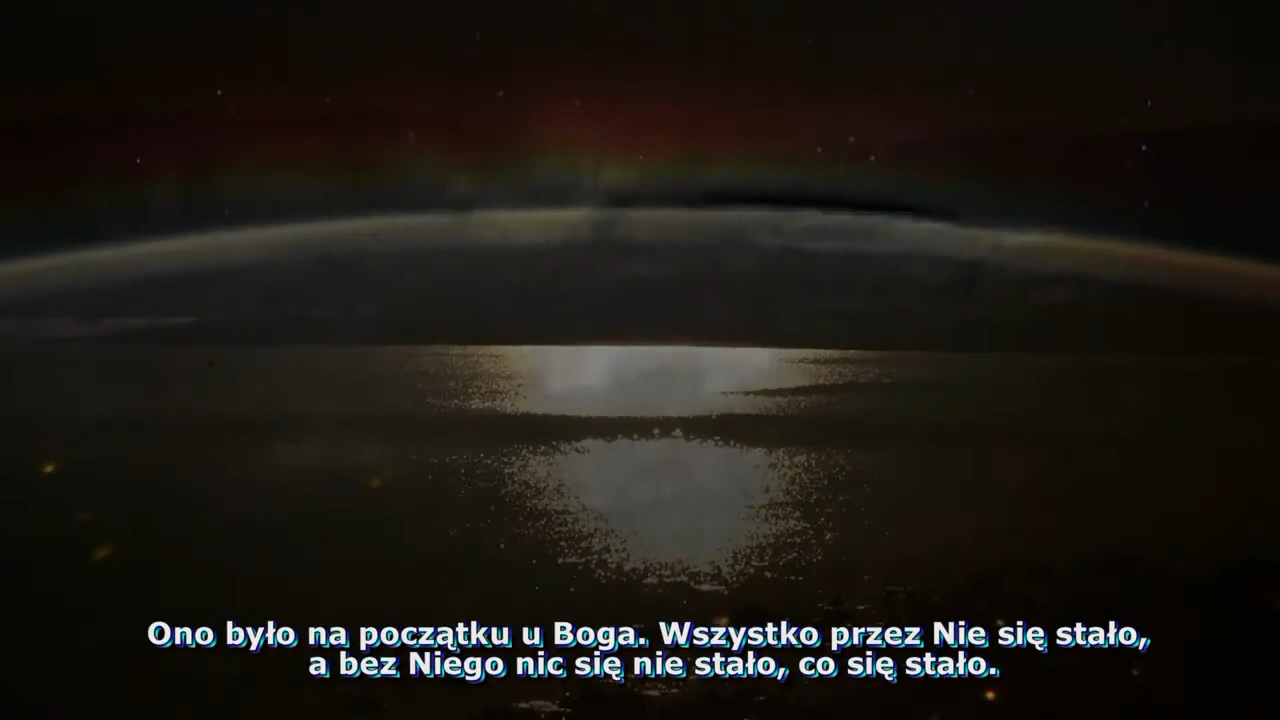 Ono było na początku u Boga. Wszystko przez Nie się stało,
a bez Niego nic się nie stało, co się stało.